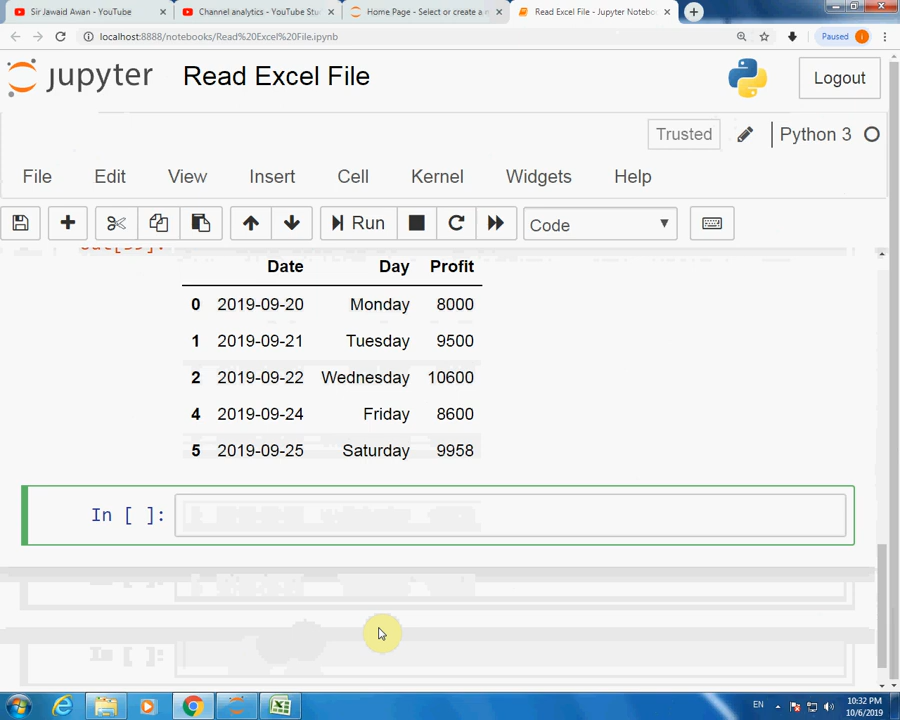 Sir Jawaid Awan - YouTube
Channel analytics - YouTube Stu
Home Page - Select or create a n
Read Excel File - Jupyter Notebo
localhost:8888/notebooks/Read%20Excel%20File.ipynb
Paused
i
jupyter
Read Excel File
Logout
Trusted
Python 3
File Edit View Insert Cell Kernel Widgets Help
Run
Code
Date Day Profit
0 2019-09-20 Monday 8000
1 2019-09-21 Tuesday 9500
2 2019-09-22 Wednesday 10600
4 2019-09-24 Friday 8600
5 2019-09-25 Saturday 9958
In [ ]:
In [ ]:
EN
10:32 PM
10/6/2019